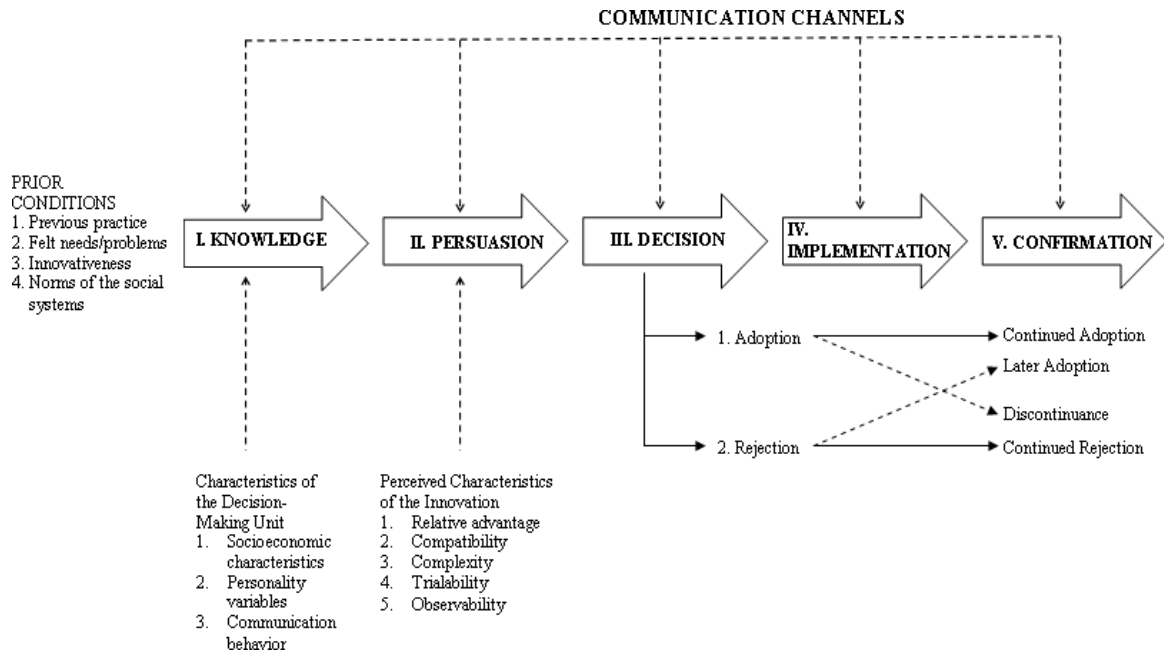 COMMUNICATION CHANNELS
PRIOR
CONDITIONS
1. Previous practice
2. Felt needs/problems
3. Innovativeness
4. Norms of the social
systems
I. KNOWLEDGE
II. PERSUASION
III. DECISION
IV.
IMPLEMENTATION
V. CONFIRMATION
1. Adoption
2. Rejection
Continued Adoption
Later Adoption
Discontinuance
Continued Rejection
Characteristics of
the Decision-
Making Unit
1. Socioeconomic
characteristics
2. Personality
variables
3. Communication
behavior
Perceived Characteristics
of the Innovation
1. Relative advantage
2. Compatibility
3. Complexity
4. Trialability
5. Observability